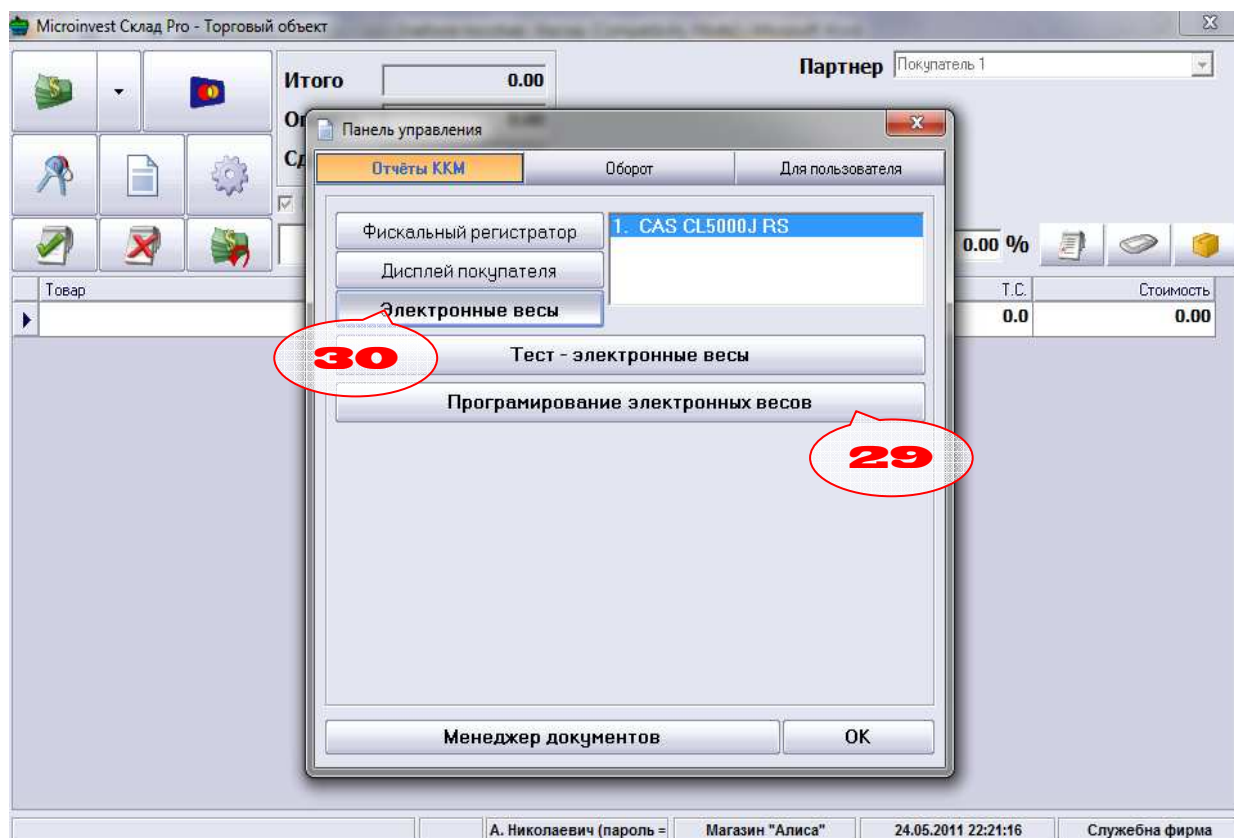 Microinvest Склад Pro - Торговый объект
Итого 0.00
Партнер Покупатель 1
Панель управления
Отчёты ККМ Оборот Для пользователя
Фискальный регистратор
1. CAS CL5000J RS
Дисплей покупателя
0.00 %
Электронные весы
Товар Т.С. Стоимость
0.0 0.00
30
Тест - электронные весы
Програмирование электронных весов
29
Менеджер документов OK
А. Николаевич (пароль = Магазин "Алиса" 24.05.2011 22:21:16 Служебна фирма